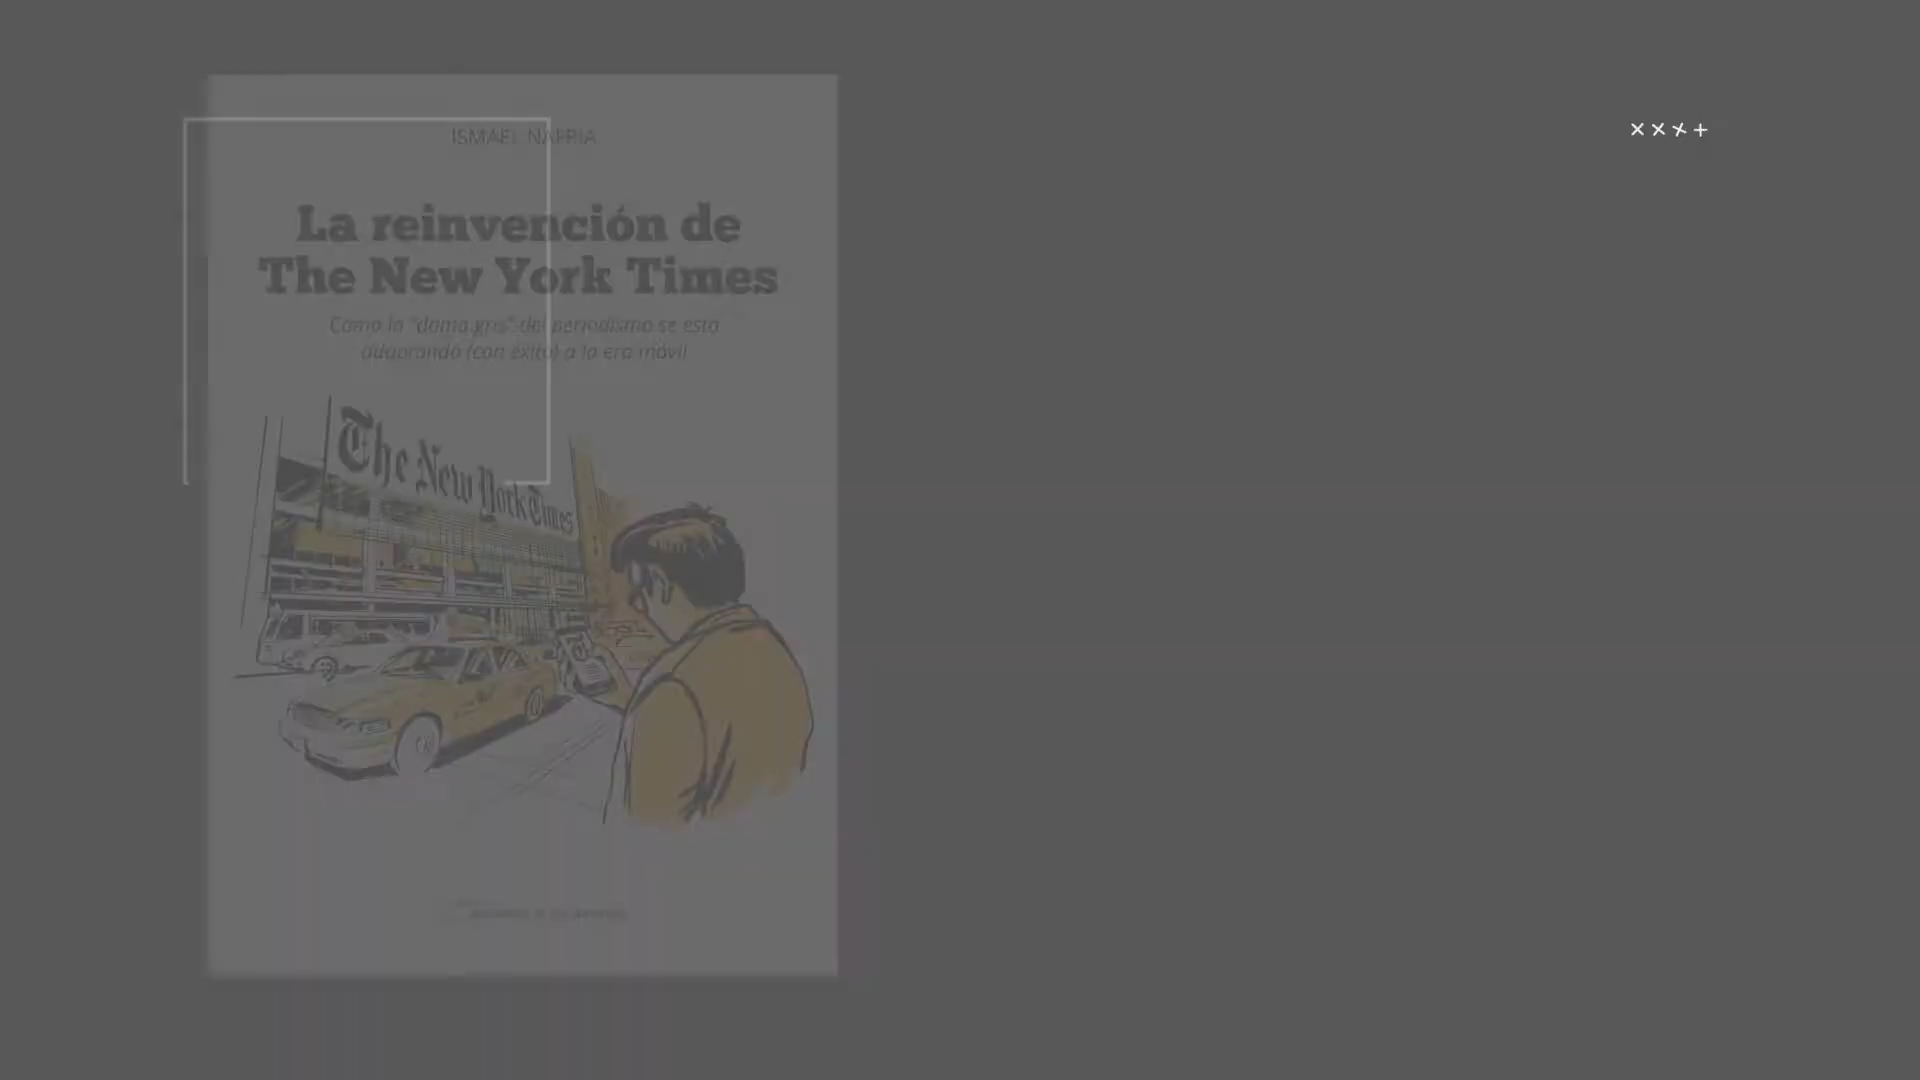 ISMAEL NAFRÍA
La reinvención de
The New York Times
Cómo la "dama gris" del periodismo se está
adaptando (con éxito) a la era móvil
The New York Times